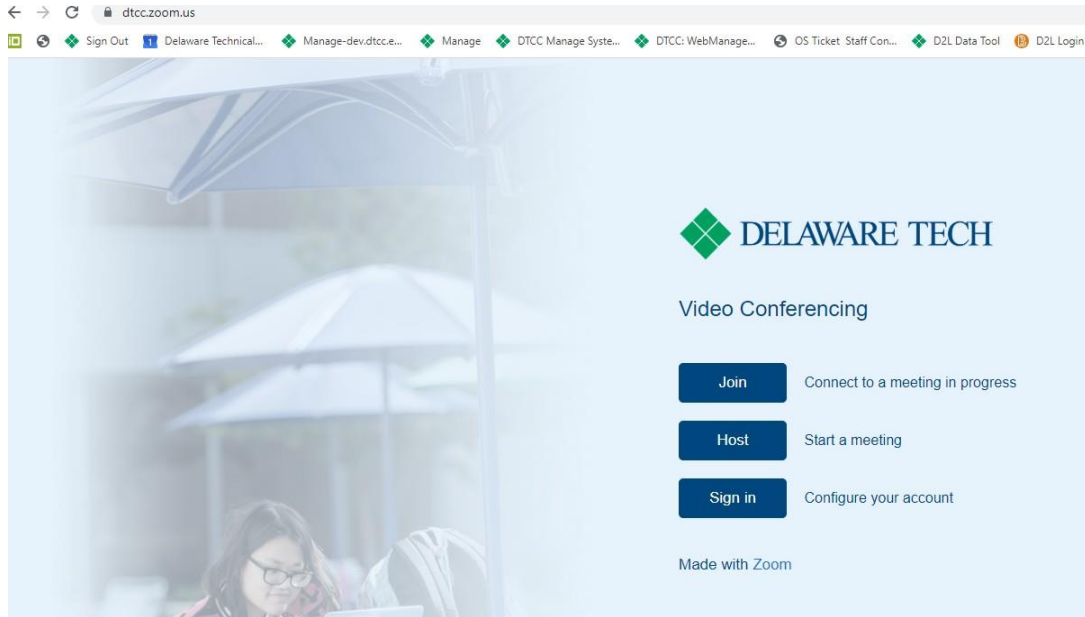 dtcc.zoom.us
Sign Out 1 Delaware Technical... Manage-dev.dtcc.e... Manage DTCC Manage Syste... DTCC: WebManage... OS Ticket Staff Con... D2L Data Tool D2L Login
DELAWARE TECH
Video Conferencing
Join Connect to a meeting in progress
Host Start a meeting
Sign in Configure your account
Made with Zoom